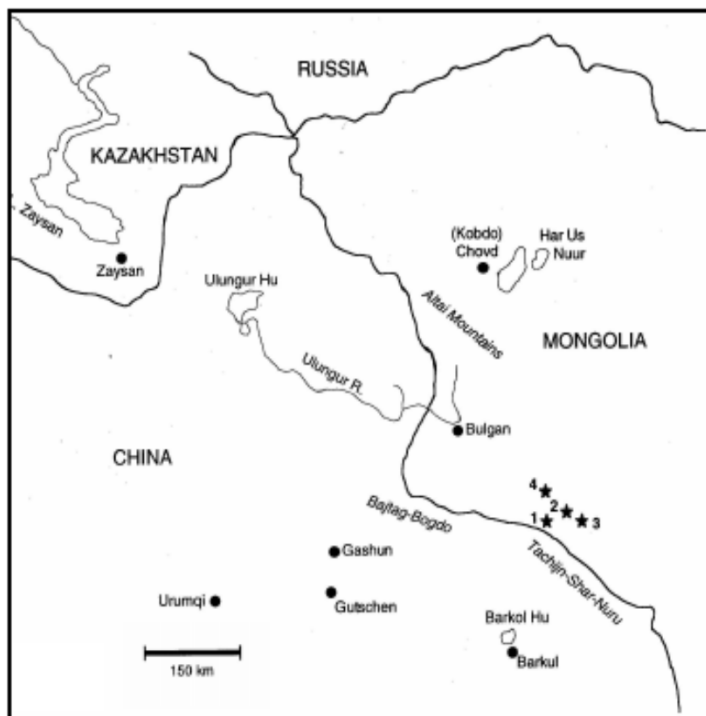 RUSSIA
KAZAKHSTAN
L. Zaysan
Zaysan
Ulungur Hu
(Kobdo)
Chovd
Har Us
Nuur
Altai Mountains
MONGOLIA
Ulungur R.
Bulgan
CHINA
Bajtag-Bogdo
4
2
1
3
Tachijn-Shar-Nuru
Gashun
Gutschen
Urumqi
Barkol Hu
Barkul
150 km